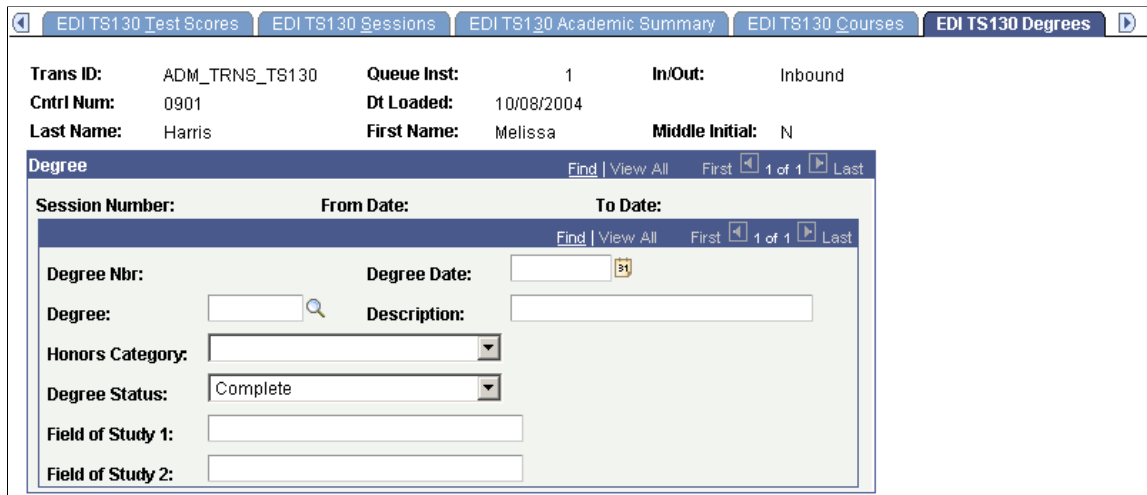 EDI TS130 Test Scores EDI TS130 Sessions EDI TS130 Academic Summary EDI TS130 Courses EDI TS130 Degrees
Trans ID: ADM_TRNS_TS130 Queue Inst: 1 In/Out: Inbound
Cntrl Num: 0901 Dt Loaded: 10/08/2004
Last Name: Harris First Name: Melissa Middle Initial: N
Degree Find | View All First 1 of 1 Last
Session Number: From Date: To Date:
Find | View All First 1 of 1 Last
Degree Nbr: Degree Date: 31
Degree: Description:
Honors Category:
Degree Status: Complete
Field of Study 1:
Field of Study 2: